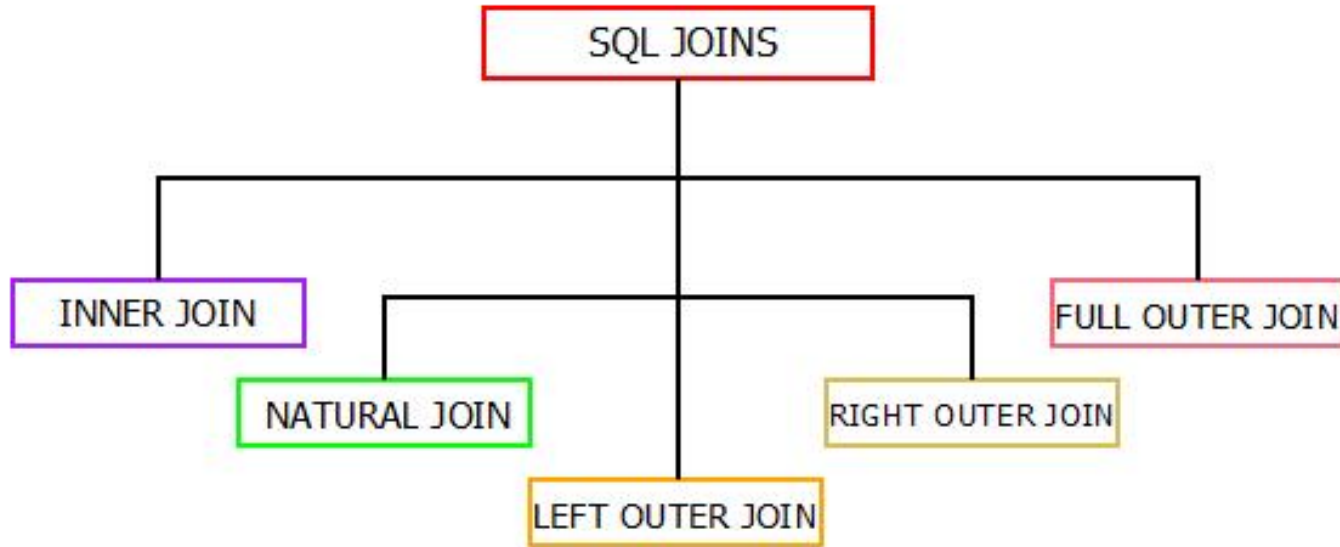 SQL JOINS
INNER JOIN
FULL OUTER JOIN
NATURAL JOIN
RIGHT OUTER JOIN
LEFT OUTER JOIN